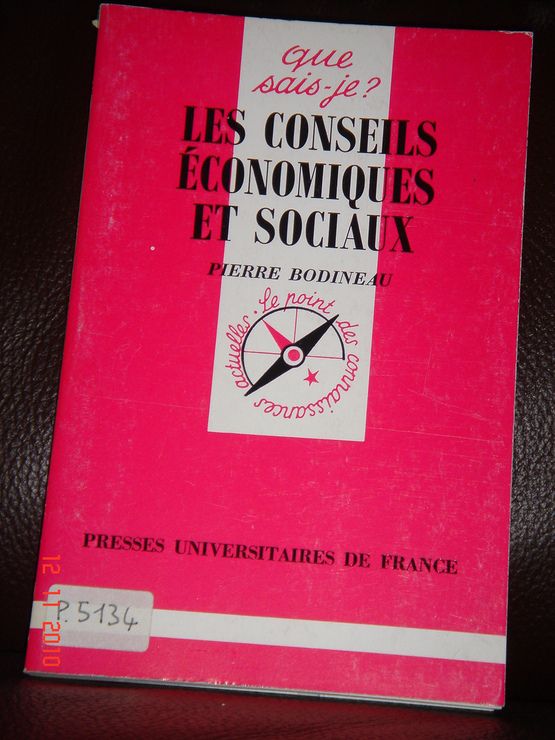 que
sais-je?
LES CONSEILS
ÉCONOMIQUES
ET SOCIAUX
PIERRE BODINEAU
Le point des connaissances actuelles.
PRESSES UNIVERSITAIRES DE FRANCE
P. 5134
12 11 2010